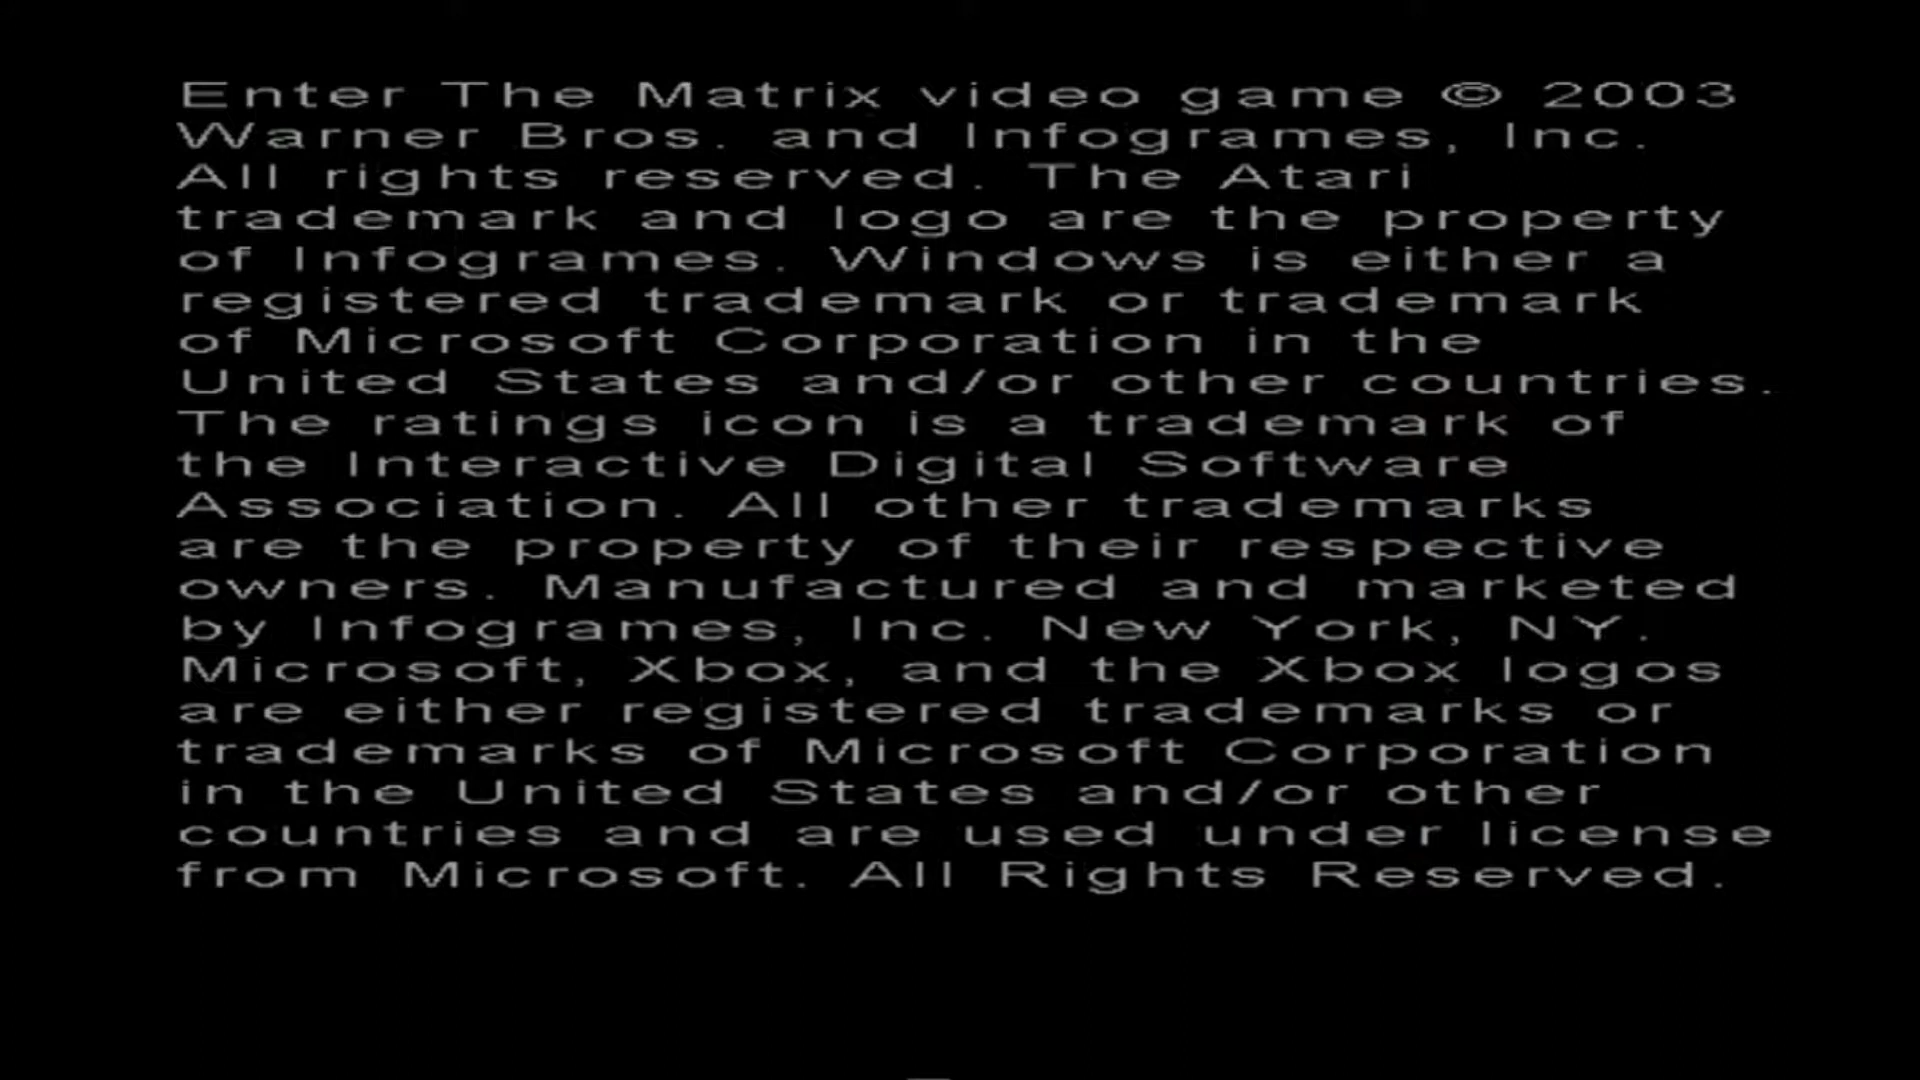 Enter The Matrix video game © 2003
Warner Bros. and Infogrames, Inc.
All rights reserved. The Atari
trademark and logo are the property
of Infogrames. Windows is either a
registered trademark or trademark
of Microsoft Corporation in the
United States and/or other countries.
The ratings icon is a trademark of
the Interactive Digital Software
Association. All other trademarks
are the property of their respective
owners. Manufactured and marketed
by Infogrames, Inc. New York, NY.
Microsoft, Xbox, and the Xbox logos
are either registered trademarks or
trademarks of Microsoft Corporation
in the United States and/or other
countries and are used under license
from Microsoft. All Rights Reserved.